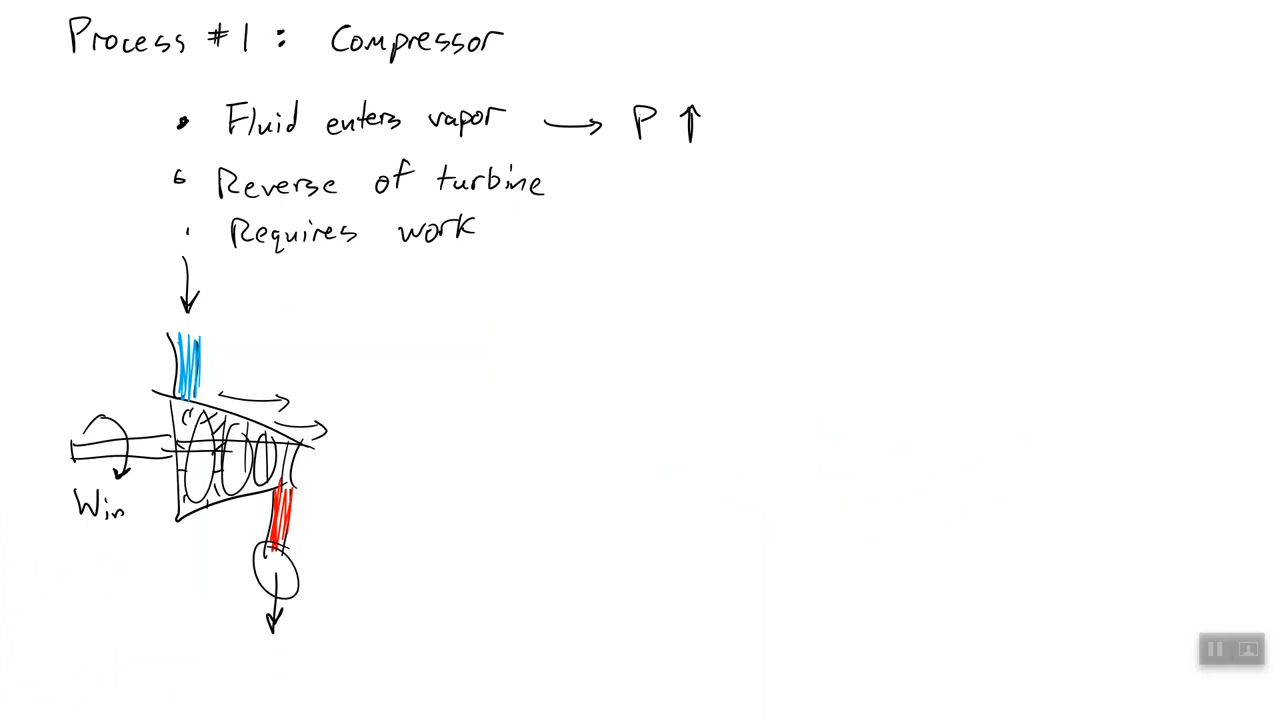 Process #1 : Compressor
• Fluid enters vapor → P ↑
• Reverse of turbine
• Requires work
Win